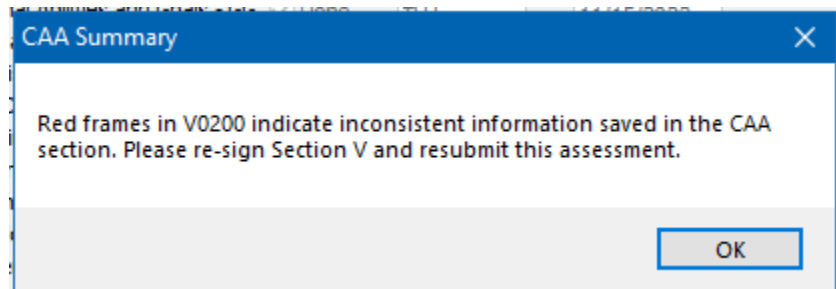 CAA Summary
Red frames in V0200 indicate inconsistent information saved in the CAA
section. Please re-sign Section V and resubmit this assessment.
OK